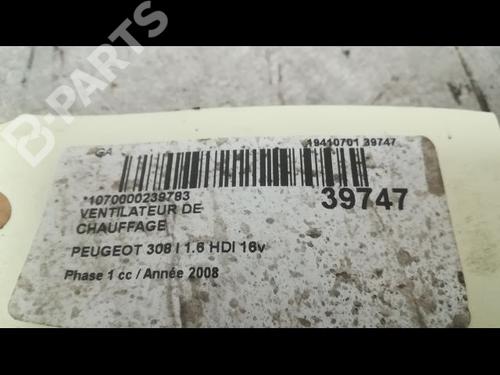 B-PARTS
GA
19410701 39747
*1070000239783
39747
VENTILATEUR DE
CHAUFFAGE
PEUGEOT 308 I 1.6 HDI 16v
Phase 1 cc / Année 2008